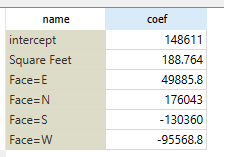 name coef
intercept 148611
Square Feet 188.764
Face=E 49885.8
Face=N 176043
Face=S -130360
Face=W -95568.8